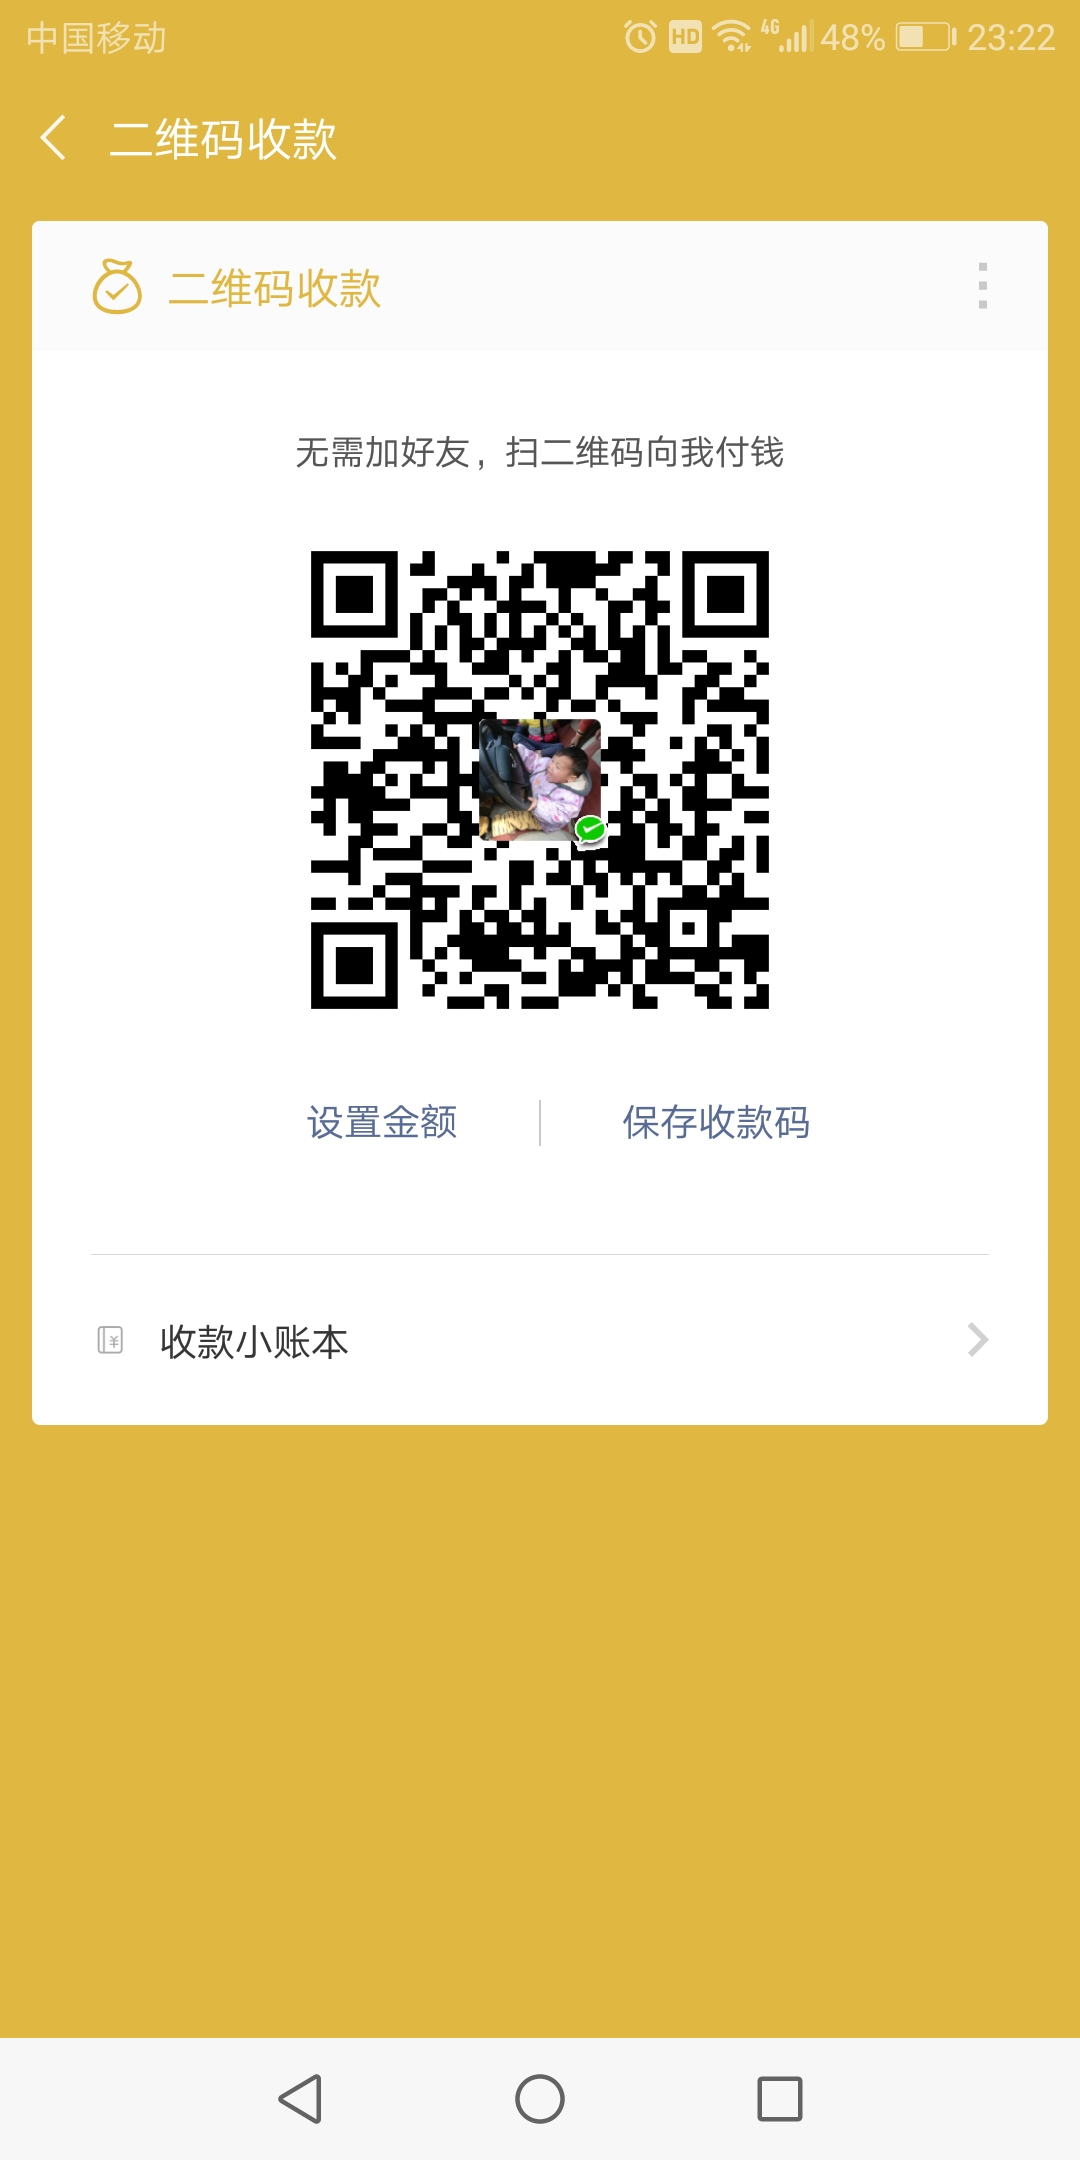 中国移动 HD 4G 48% 23:22
二维码收款
二维码收款
无需加好友，扫二维码向我付钱
设置金额 保存收款码
¥ 收款小账本